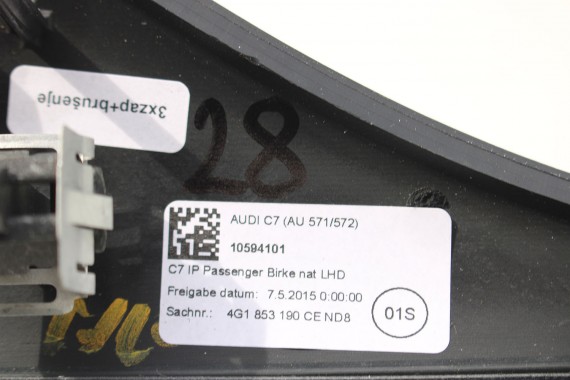 3xzap+brušenje
28
AUDI C7 (AU 571/572)
10594101
C7 IP Passenger Birke nat LHD
Freigabe datum: 7.5.2015 0:00:00
Sachnr.: 4G1 853 190 CE ND8
01S